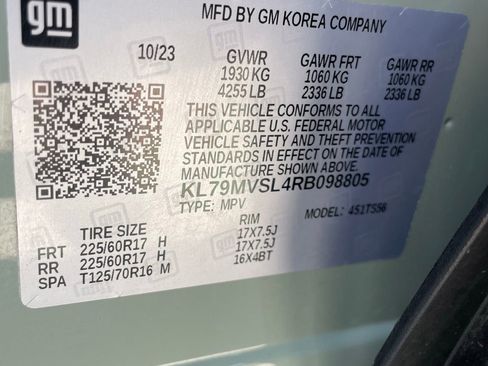 gm
MFD BY GM KOREA COMPANY
10/23 GVWR GAWR FRT GAWR RR
1930 KG 1060 KG 1060 KG
4255 LB 2336 LB 2336 LB
THIS VEHICLE CONFORMS TO ALL
APPLICABLE U.S. FEDERAL MOTOR
VEHICLE SAFETY AND THEFT PREVENTION
STANDARDS IN EFFECT ON THE DATE OF
MANUFACTURE SHOWN ABOVE.
KL79MVSL4RB098805
TYPE: MPV MODEL: 451TS56
TIRE SIZE RIM
FRT 225/60R17 H 17X7.5J
RR 225/60R17 H 17X7.5J
SPA T125/70R16 M 16X4BT